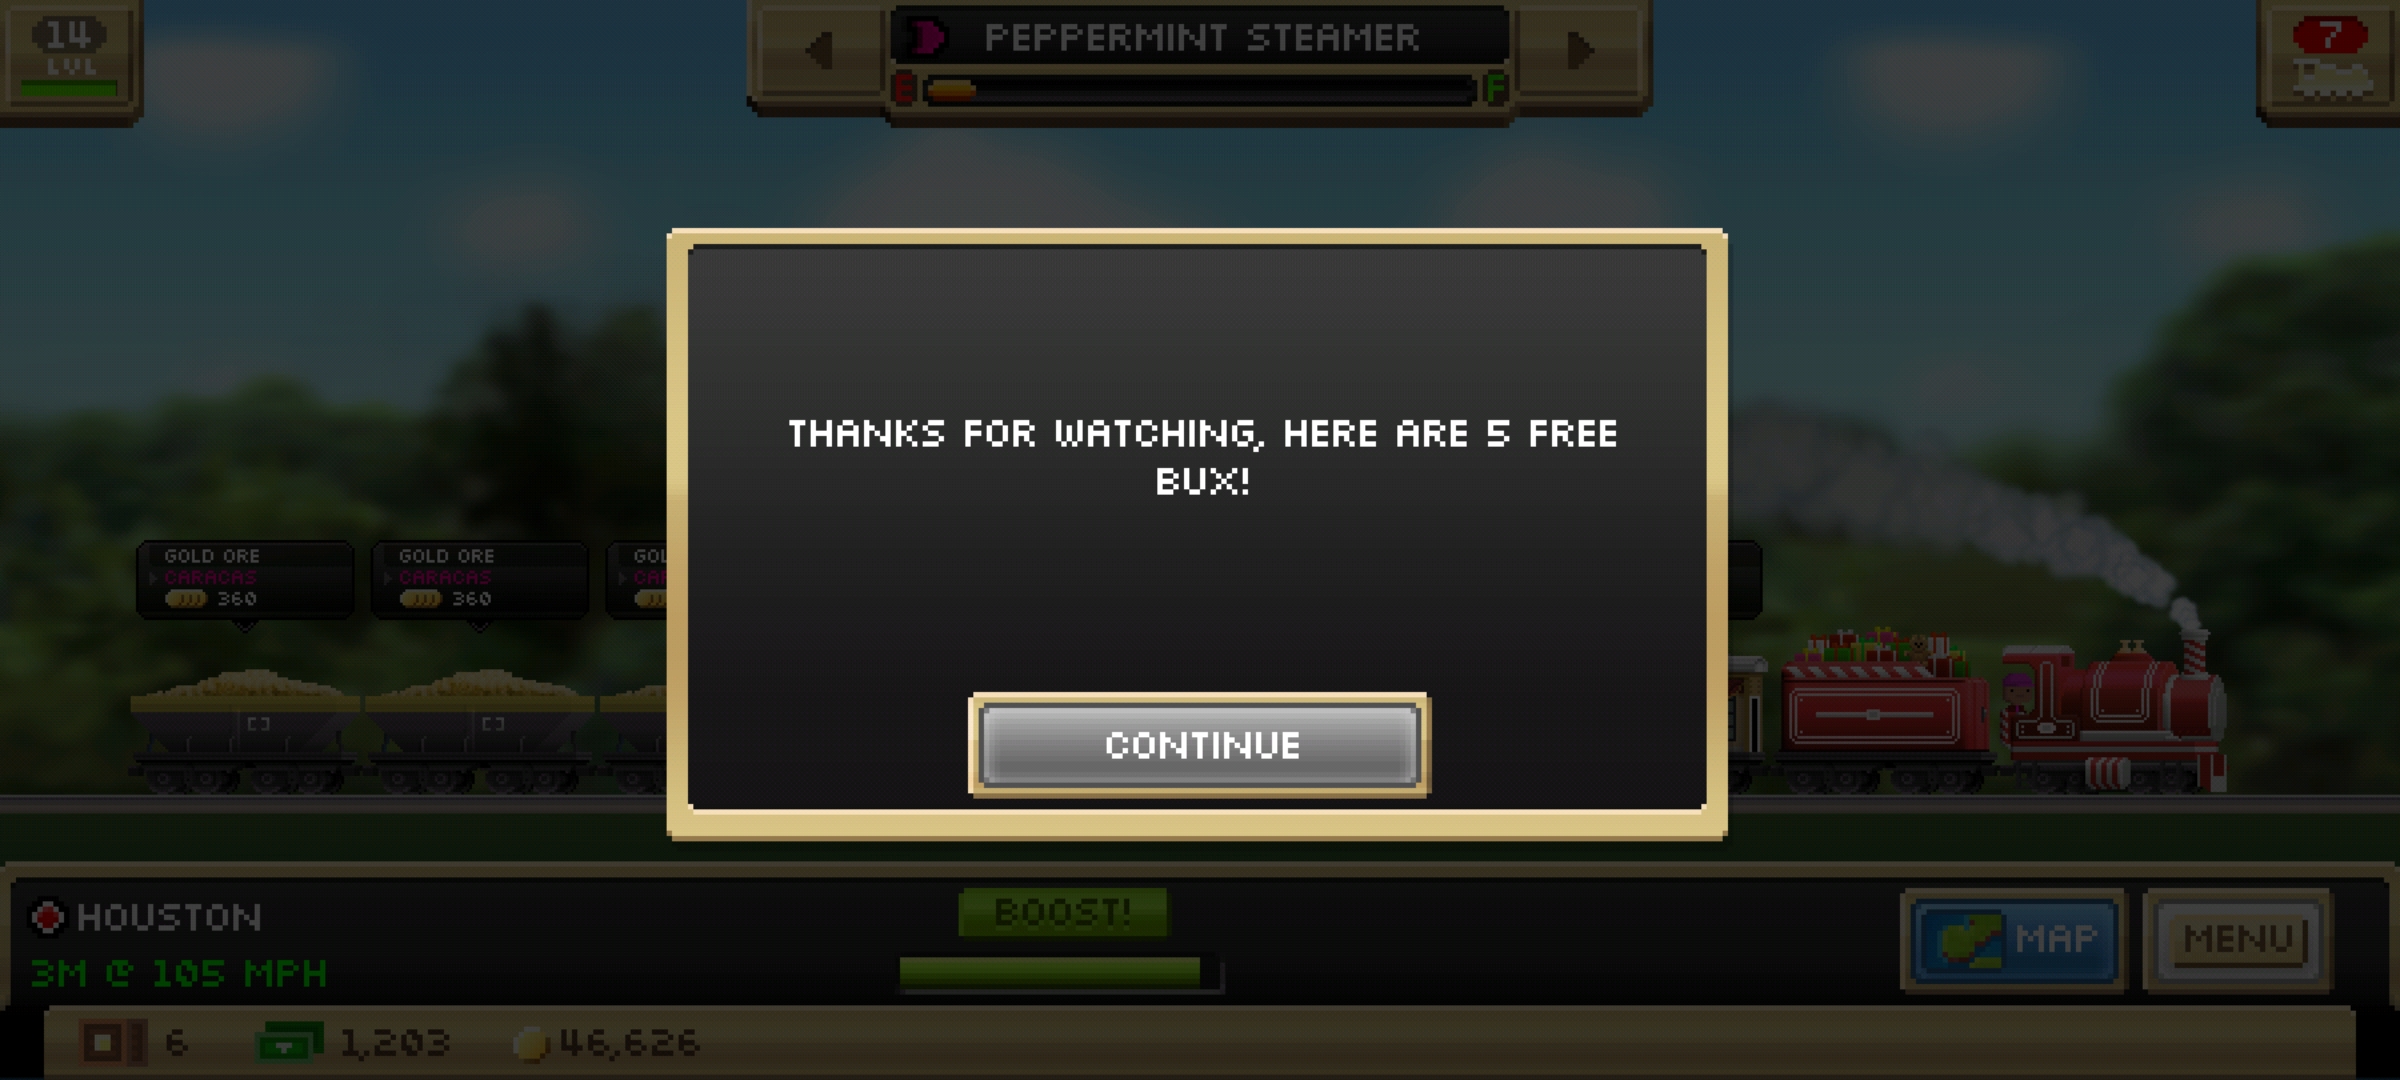 14
LVL
PEPPERMINT STEAMER
E F
7
THANKS FOR WATCHING, HERE ARE 5 FREE
BUX!
GOLD ORE
CARACAS
360
GOLD ORE
CARACAS
360
CONTINUE
HOUSTON
3M @ 105 MPH
BOOST!
MAP
MENU
6
1,203
46,626